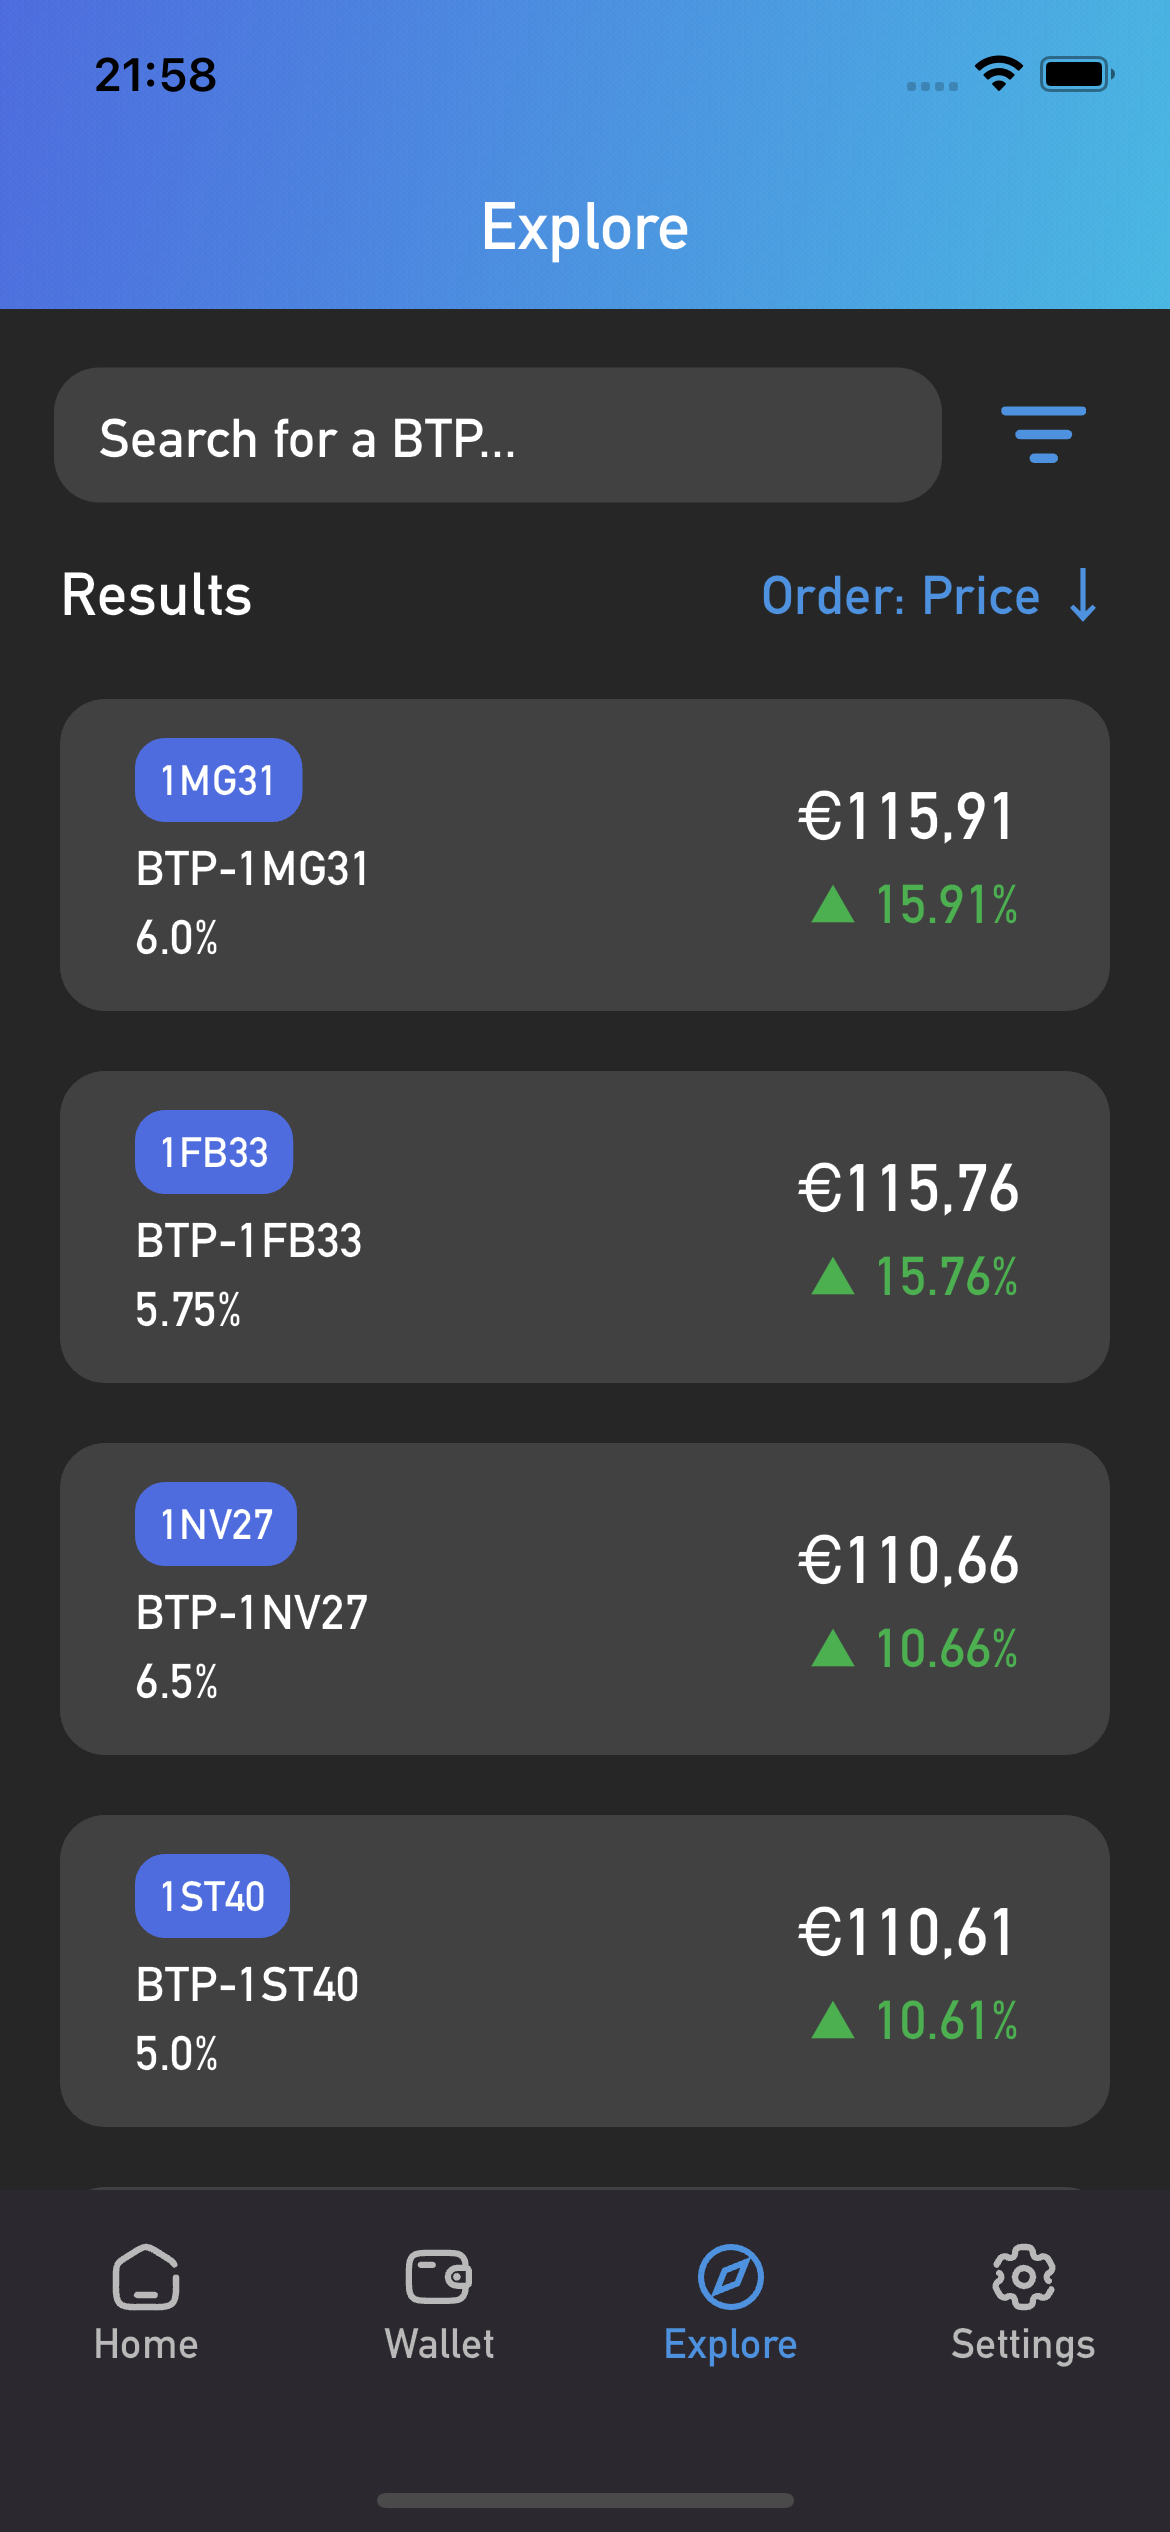 21:58
Explore
Search for a BTP...
Results
Order: Price ↓
1MG31
BTP-1MG31
6.0%
€115,91
▲ 15.91%
1FB33
BTP-1FB33
5.75%
€115,76
▲ 15.76%
1NV27
BTP-1NV27
6.5%
€110,66
▲ 10.66%
1ST40
BTP-1ST40
5.0%
€110,61
▲ 10.61%
Home
Wallet
Explore
Settings